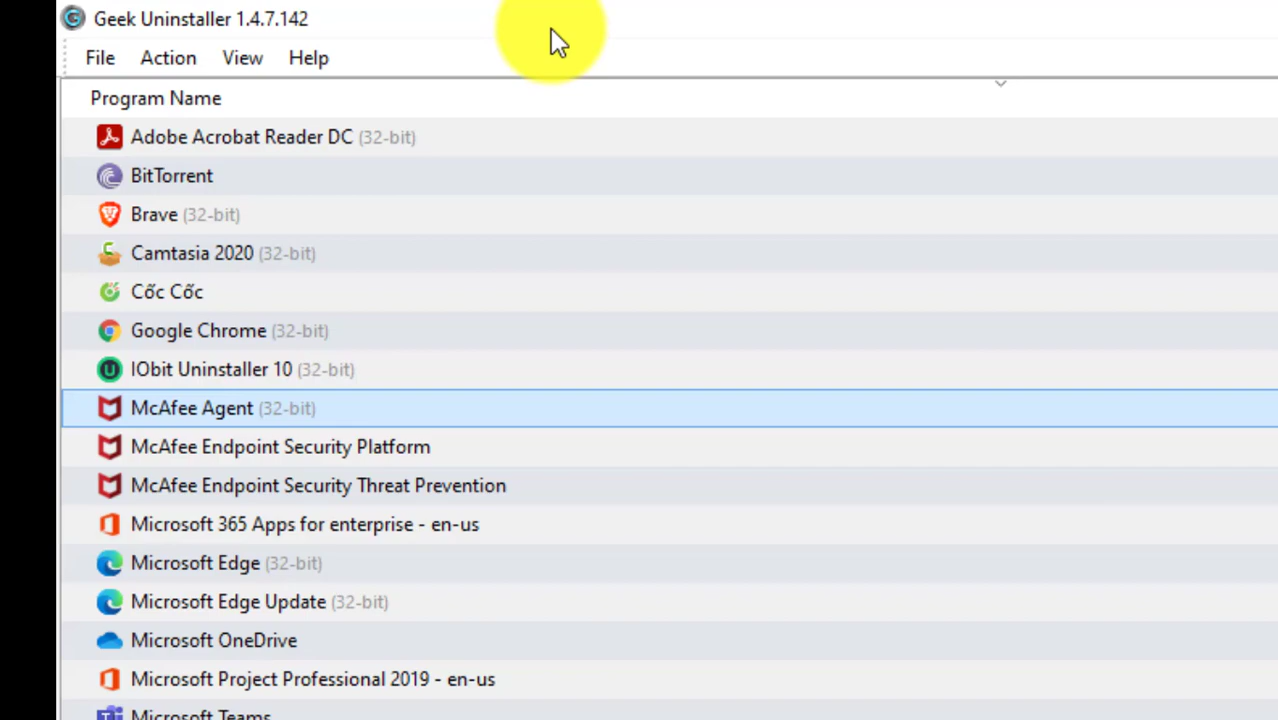 Geek Uninstaller 1.4.7.142
File Action View Help
Program Name
Adobe Acrobat Reader DC (32-bit)
BitTorrent
Brave (32-bit)
Camtasia 2020 (32-bit)
Cốc Cốc
Google Chrome (32-bit)
IObit Uninstaller 10 (32-bit)
McAfee Agent (32-bit)
McAfee Endpoint Security Platform
McAfee Endpoint Security Threat Prevention
Microsoft 365 Apps for enterprise - en-us
Microsoft Edge (32-bit)
Microsoft Edge Update (32-bit)
Microsoft OneDrive
Microsoft Project Professional 2019 - en-us
Microsoft Teams